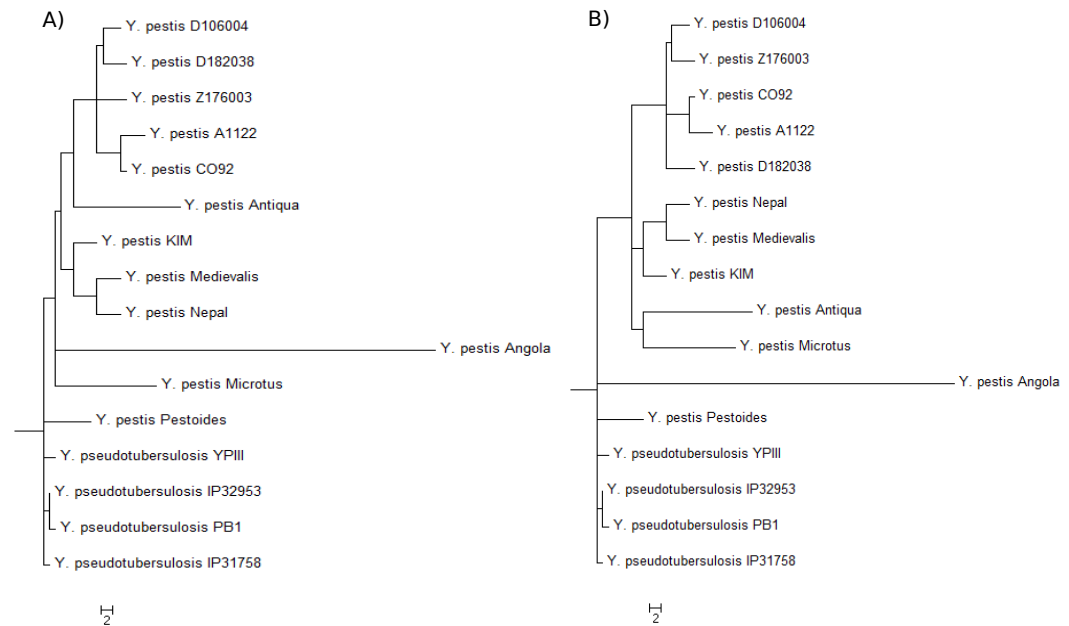 A)
Y. pestis D106004
Y. pestis D182038
Y. pestis Z176003
Y. pestis A1122
Y. pestis CO92
Y. pestis Antiqua
Y. pestis KIM
Y. pestis Medievalis
Y. pestis Nepal
Y. pestis Angola
Y. pestis Microtus
Y. pestis Pestoides
Y. pseudotubersulosis YPIII
Y. pseudotubersulosis IP32953
Y. pseudotubersulosis PB1
Y. pseudotubersulosis IP31758
2
B)
Y. pestis D106004
Y. pestis Z176003
Y. pestis CO92
Y. pestis A1122
Y. pestis D182038
Y. pestis Nepal
Y. pestis Medievalis
Y. pestis KIM
Y. pestis Antiqua
Y. pestis Microtus
Y. pestis Angola
Y. pestis Pestoides
Y. pseudotubersulosis YPIII
Y. pseudotubersulosis IP32953
Y. pseudotubersulosis PB1
Y. pseudotubersulosis IP31758
2